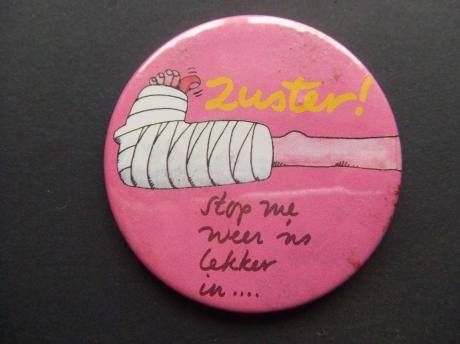 Zuster!
Stop me
weer 'ns
lekker
in....